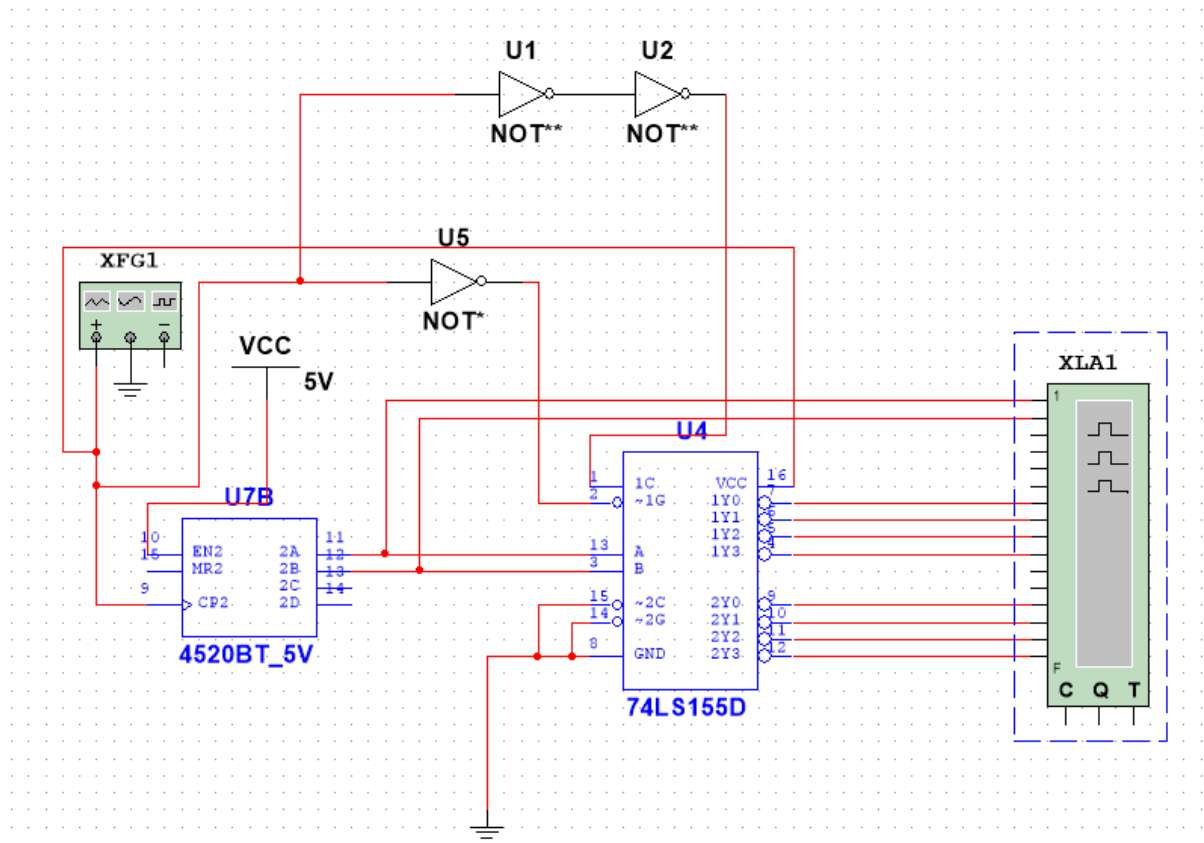 U1 U2
NOT** NOT**
U5
XFG1
NOT*
+ −
VCC
5V
XLA1
1
U4
1 1C VCC 16
2 ~1G 1Y0 7
1Y1 6
1Y2 5
1Y3 4
13 A
3 B
15 ~2C 2Y0 9
14 ~2G 2Y1 10
2Y2 11
8 GND 2Y3 12
74LS155D
U7B
10 EN2 2A 11
15 MR2 2B 12
2C 13
9 CP2 2D 14
4520BT_5V
F
C Q T